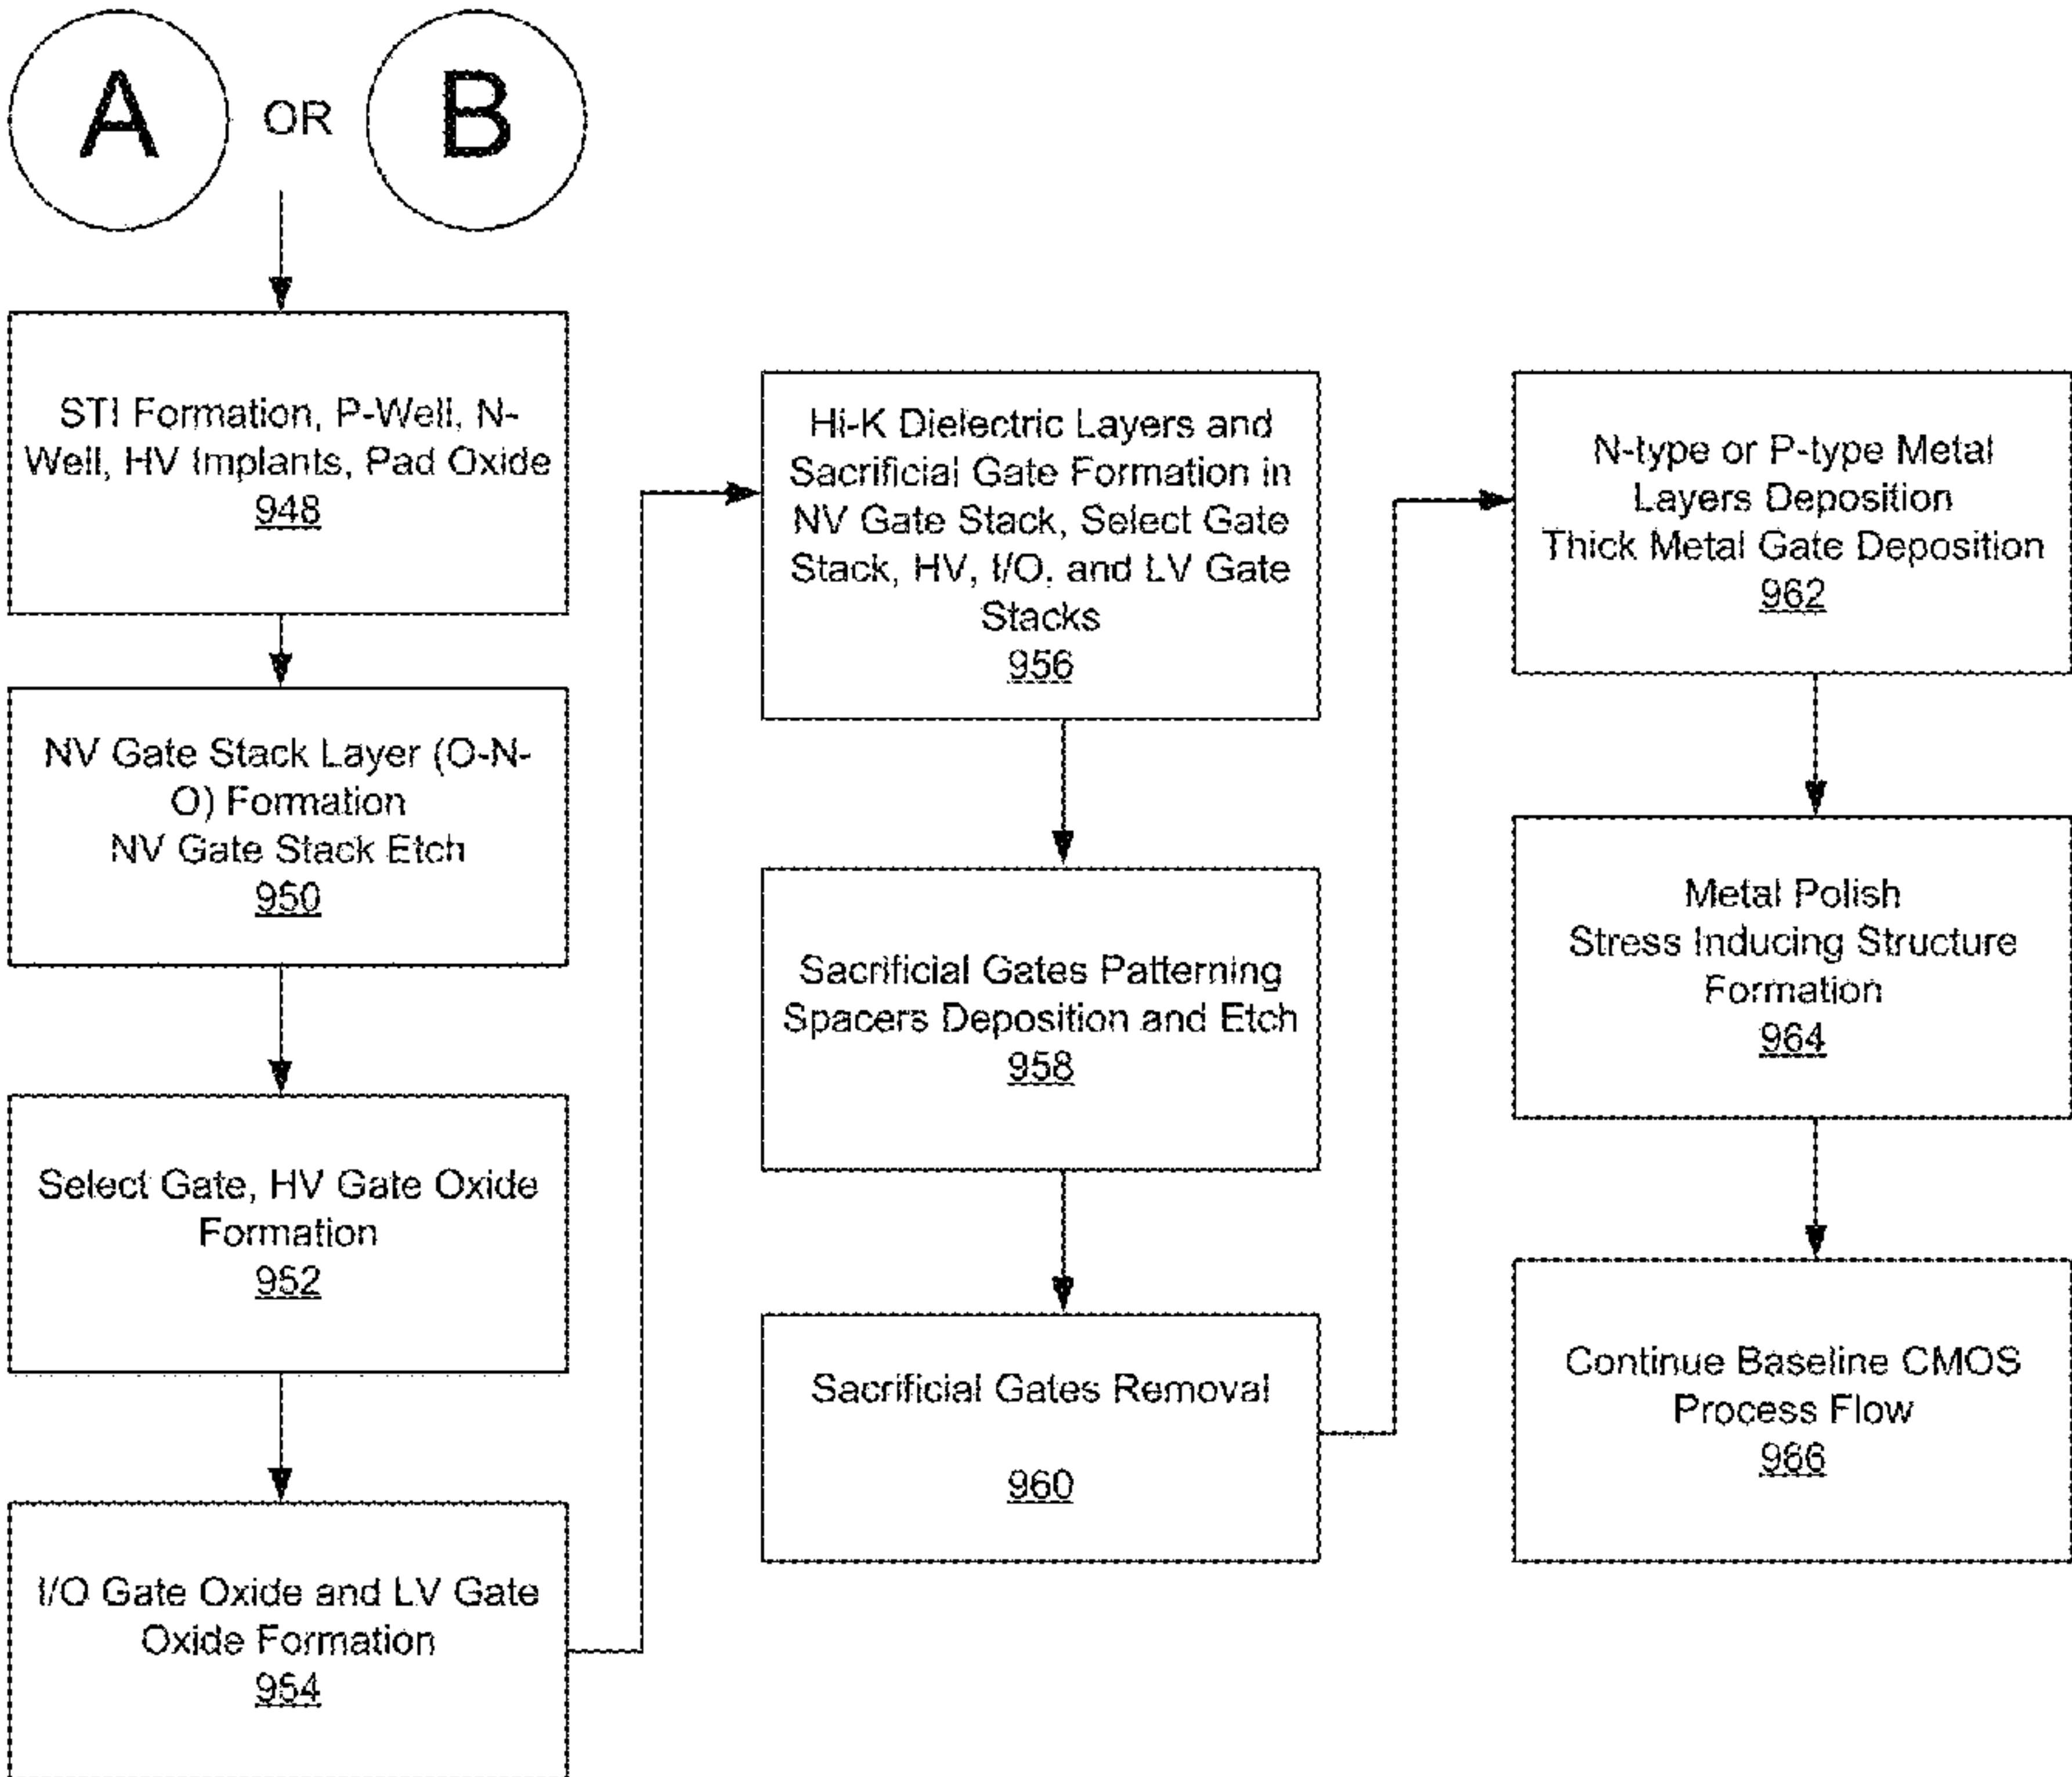 A OR B
STI Formation, P-Well, N-
Well, HV Implants, Pad Oxide
948
NV Gate Stack Layer (O-N-
O) Formation
NV Gate Stack Etch
950
Select Gate, HV Gate Oxide
Formation
952
I/O Gate Oxide and LV Gate
Oxide Formation
954
Hi-K Dielectric Layers and
Sacrificial Gate Formation in
NV Gate Stack, Select Gate
Stack, HV, I/O, and LV Gate
Stacks
956
Sacrificial Gates Patterning
Spacers Deposition and Etch
958
Sacrificial Gates Removal
960
N-type or P-type Metal
Layers Deposition
Thick Metal Gate Deposition
962
Metal Polish
Stress Inducing Structure
Formation
964
Continue Baseline CMOS
Process Flow
966